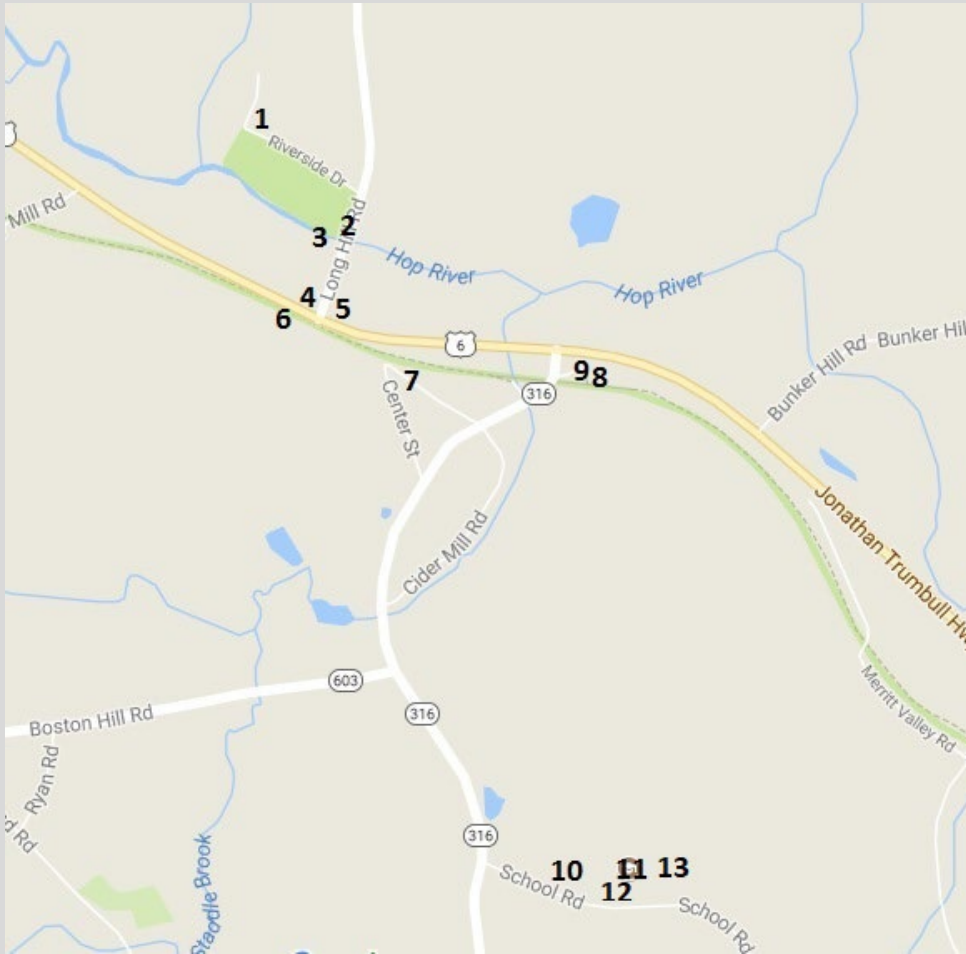 1
Riverside Dr
Mill Rd
2
3
Long Hill Rd
Hop River
Hop River
4
5
6
6
Bunker Hill Rd
Bunker Hil
7
9
8
316
Center St
Jonathan Trumbull Hw
Cider Mill Rd
603
Merritt Valley Rd
Boston Hill Rd
316
Ryan Rd
d Rd
316
Staddle Brook
10
11
13
School Rd
12
School Rd